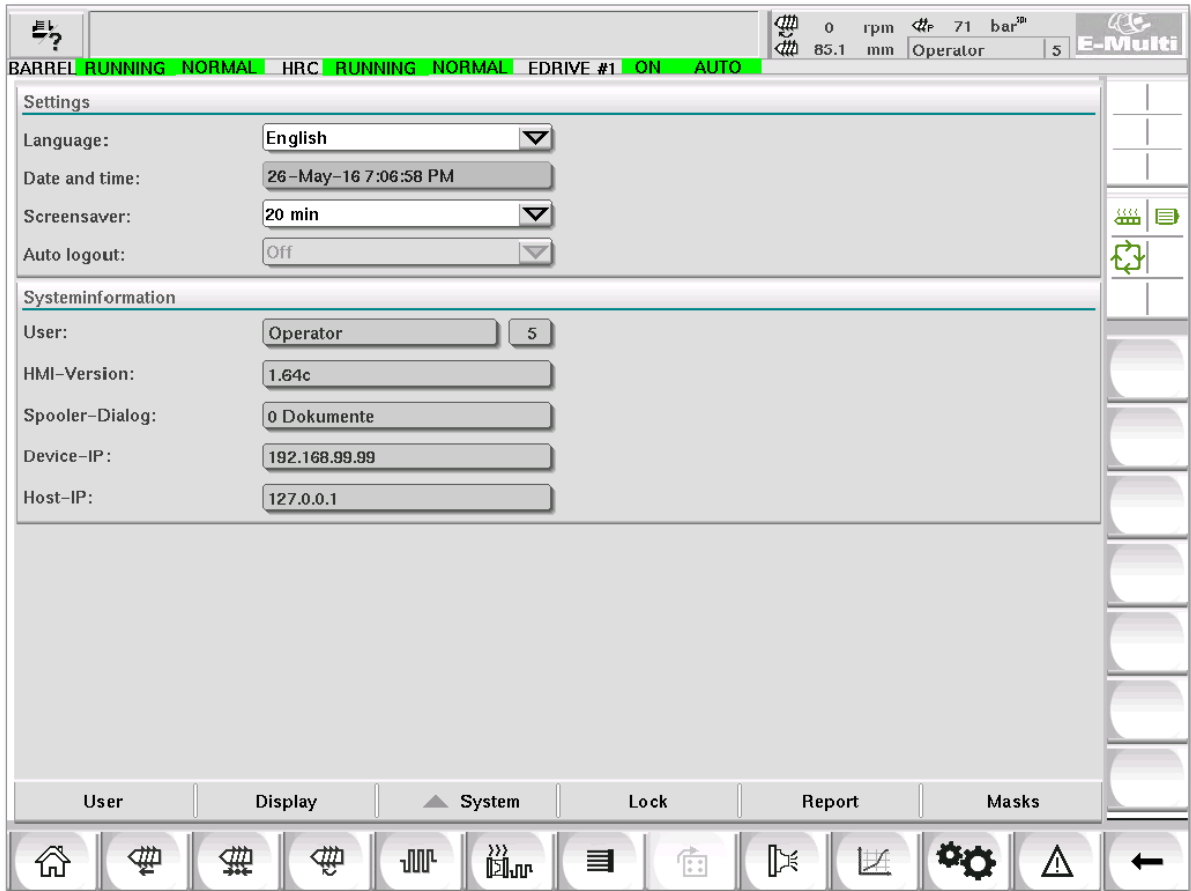 0 rpm P 71 bar spi
85.1 mm Operator 5 E-Multi
BARREL RUNNING NORMAL HRC RUNNING NORMAL EDRIVE #1 ON AUTO
Settings
Language: English
Date and time: 26-May-16 7:06:58 PM
Screensaver: 20 min
Auto logout: Off
Systeminformation
User: Operator 5
HMI-Version: 1.64c
Spooler-Dialog: 0 Dokumente
Device-IP: 192.168.99.99
Host-IP: 127.0.0.1
User Display System Lock Report Masks